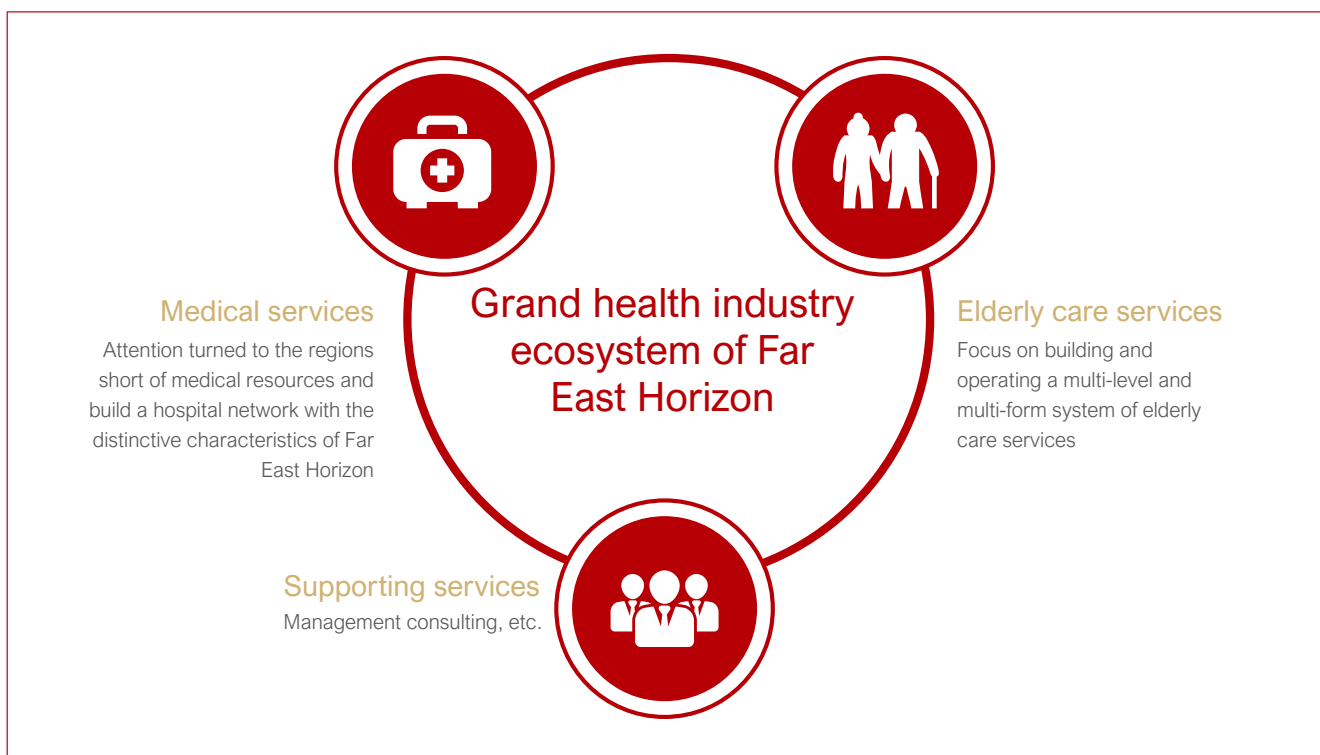 Grand health industry
ecosystem of Far
East Horizon
Medical services
Attention turned to the regions
short of medical resources and
build a hospital network with the
distinctive characteristics of Far
East Horizon
Elderly care services
Focus on building and
operating a multi-level and
multi-form system of elderly
care services
Supporting services
Management consulting, etc.